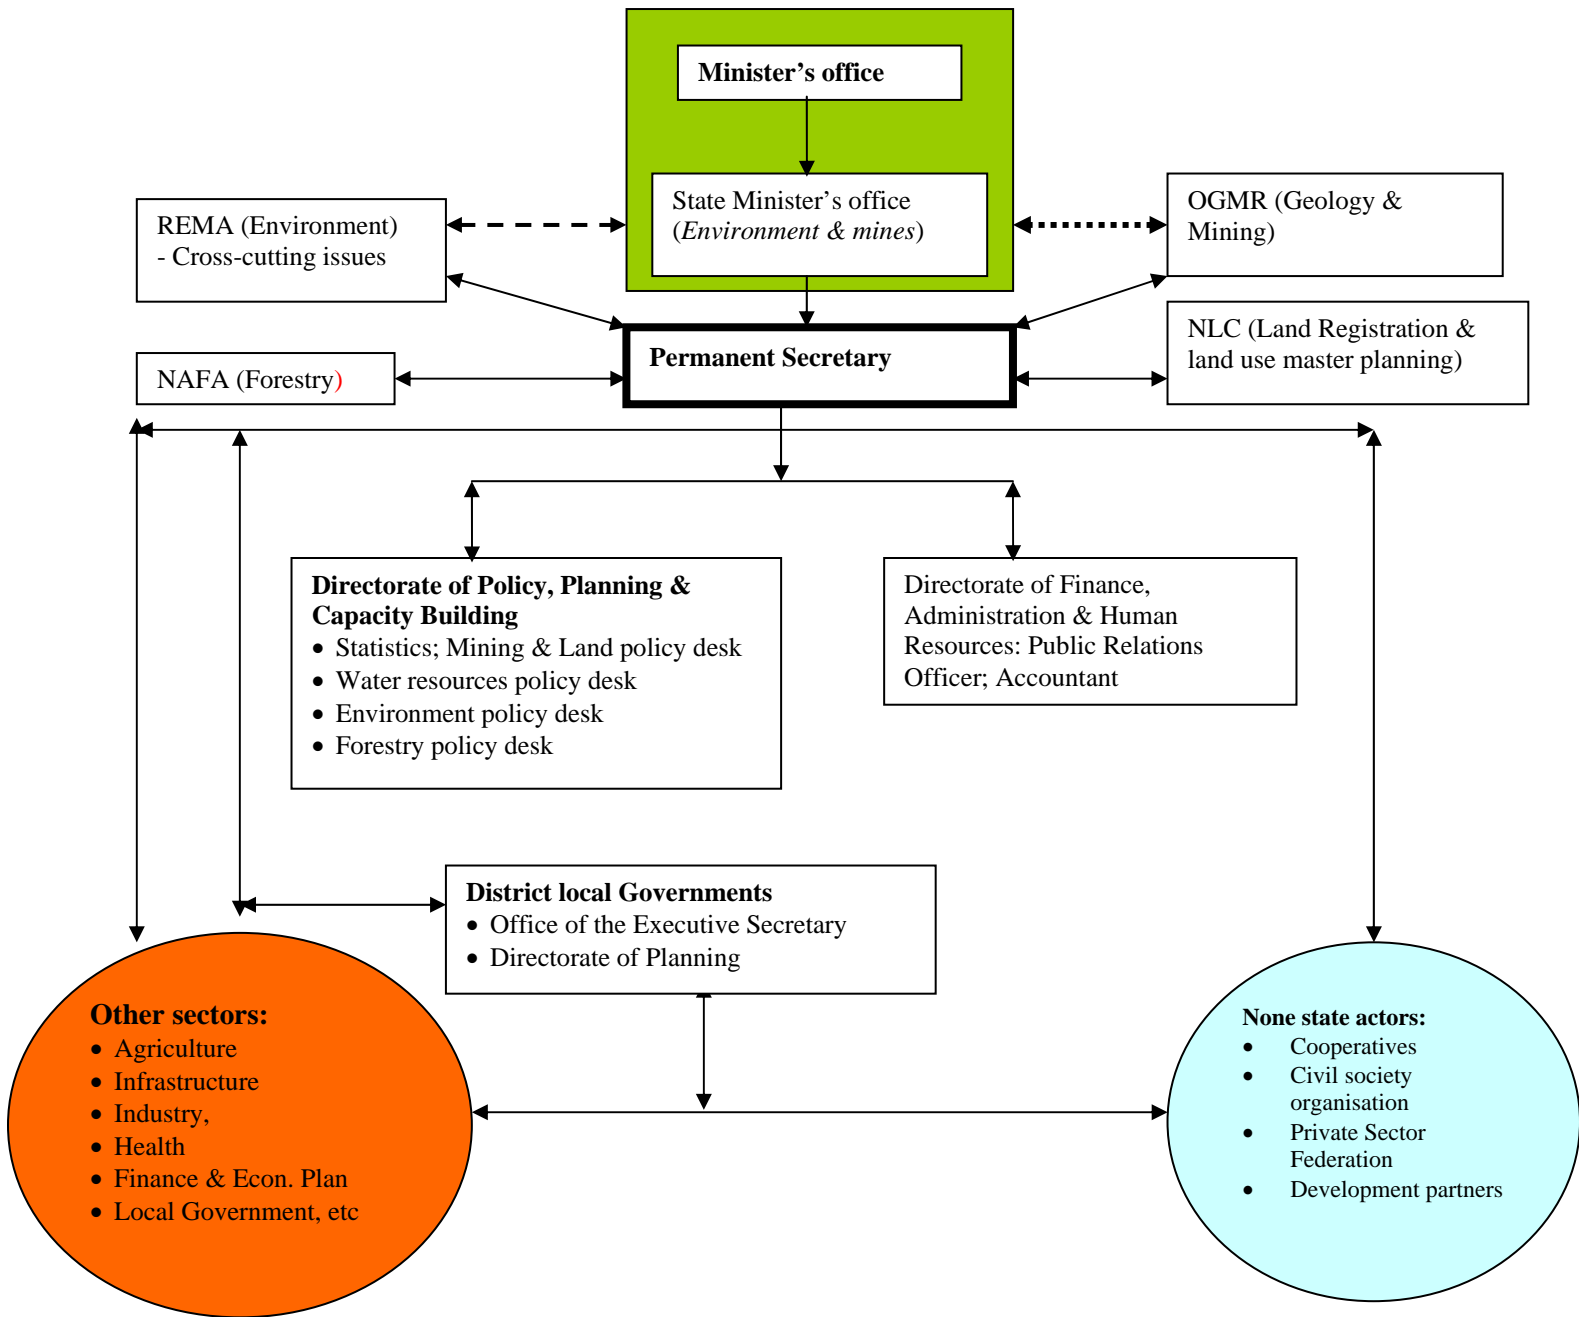 Minister’s office
State Minister’s office
(Environment & mines)
REMA (Environment)
- Cross-cutting issues
OGMR (Geology &
Mining)
NAFA (Forestry)
Permanent Secretary
NLC (Land Registration &
land use master planning)
Directorate of Policy, Planning &
Capacity Building
• Statistics; Mining & Land policy desk
• Water resources policy desk
• Environment policy desk
• Forestry policy desk
Directorate of Finance,
Administration & Human
Resources: Public Relations
Officer; Accountant
District local Governments
• Office of the Executive Secretary
• Directorate of Planning
Other sectors:
• Agriculture
• Infrastructure
• Industry,
• Health
• Finance & Econ. Plan
• Local Government, etc
None state actors:
• Cooperatives
• Civil society
organisation
• Private Sector
Federation
• Development partners